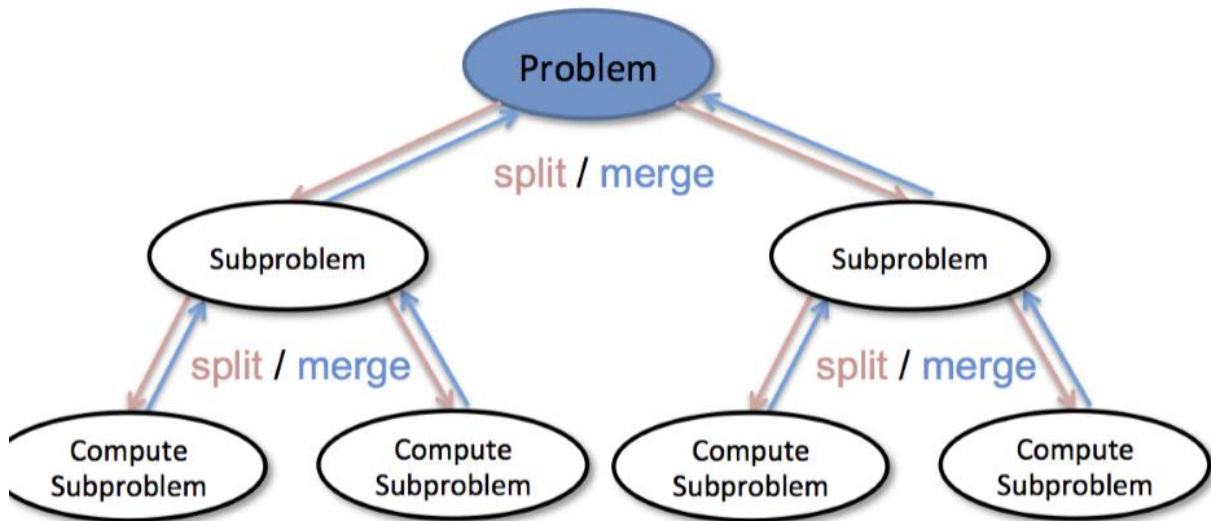 Problem
split / merge
Subproblem
Subproblem
split / merge
split / merge
Compute
Subproblem
Compute
Subproblem
Compute
Subproblem
Compute
Subproblem